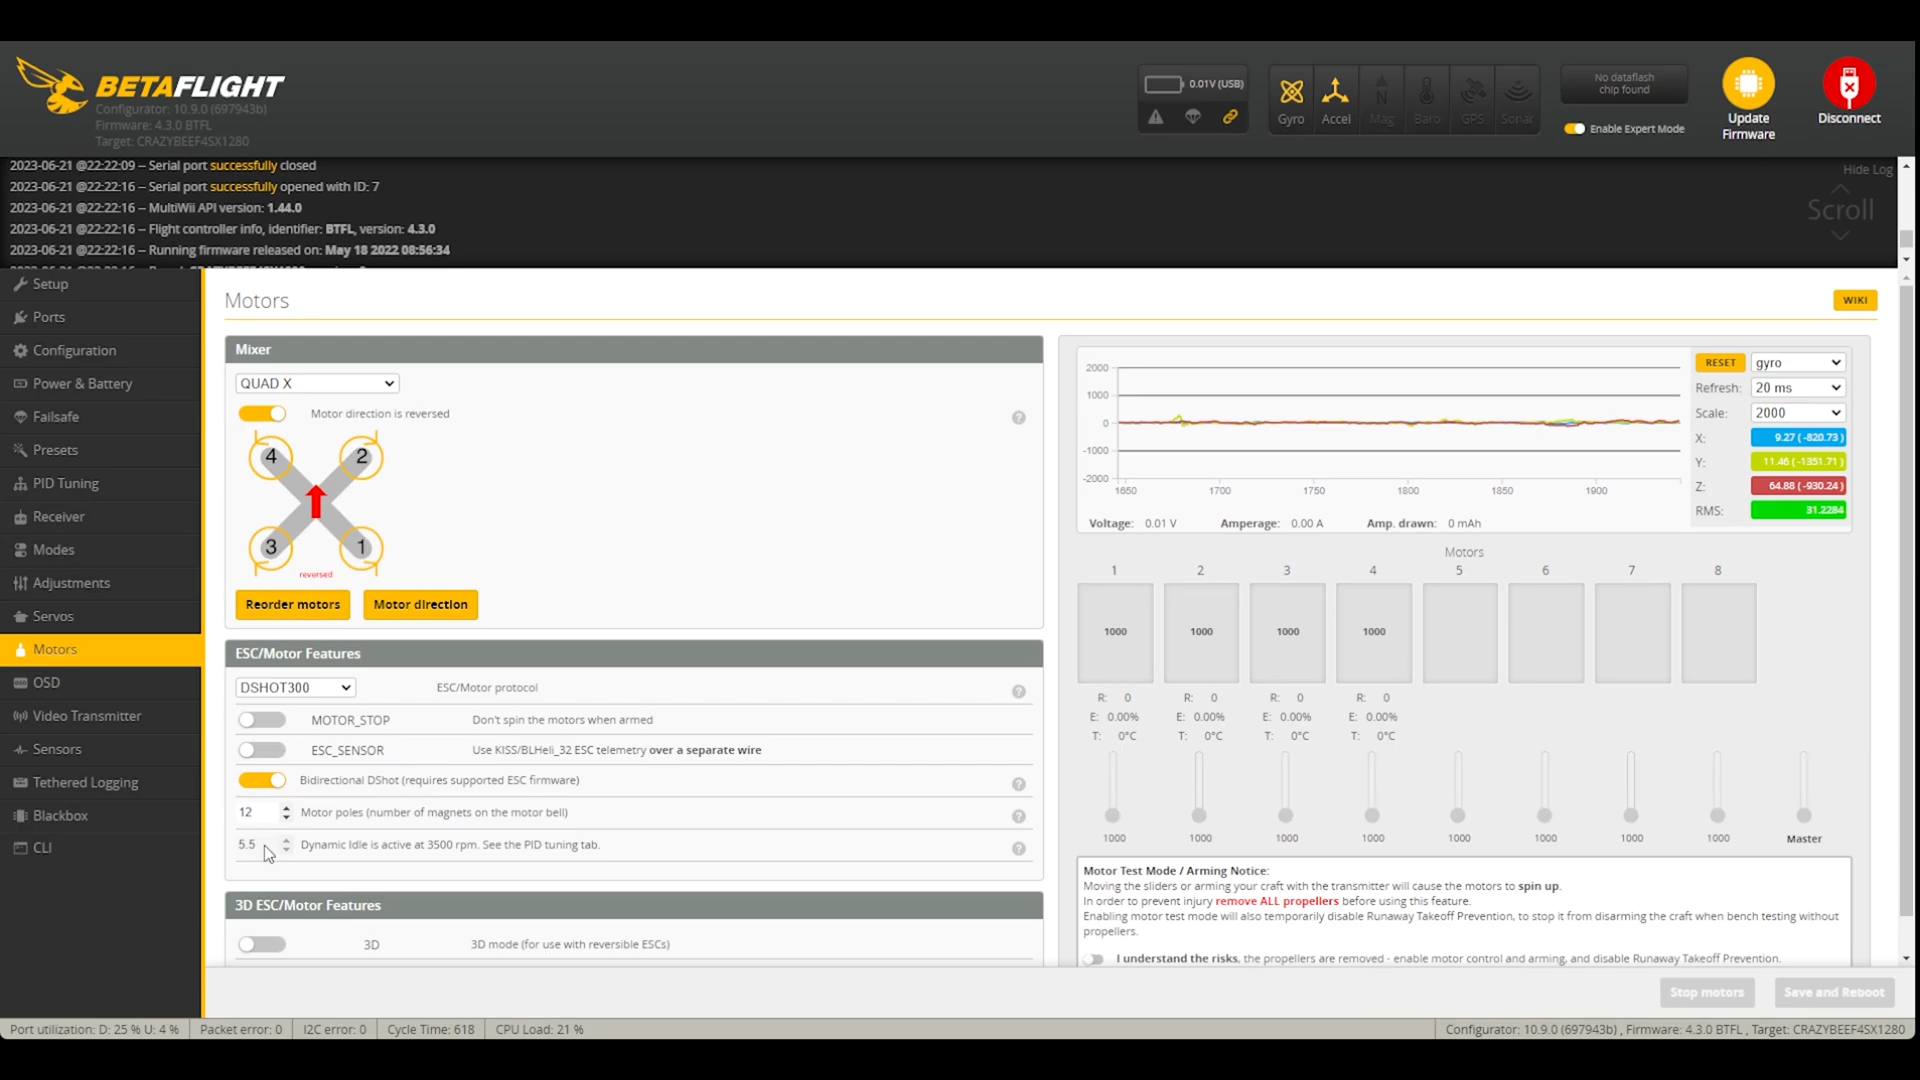 BETAFLIGHT
Configurator: 10.9.0 (697943b)
Firmware: 4.3.0 BTFL
Target: CRAZYBEEF4SX1280
0.01V (USB)
Gyro
Accel
Mag
Baro
GPS
Sonar
No dataflash
chip found
Enable Expert Mode
Update
Firmware
Disconnect
2023-06-21 @22:22:09 -- Serial port successfully closed
2023-06-21 @22:22:16 -- Serial port successfully opened with ID: 7
2023-06-21 @22:22:16 -- MultiWii API version: 1.44.0
2023-06-21 @22:22:16 -- Flight controller info, identifier: BTFL, version: 4.3.0
2023-06-21 @22:22:16 -- Running firmware released on: May 18 2022 08:56:34
Hide Log
Scroll
Setup
Ports
Configuration
Power & Battery
Failsafe
Presets
PID Tuning
Receiver
Modes
Adjustments
Servos
Motors
OSD
Video Transmitter
Sensors
Tethered Logging
Blackbox
CLI
Motors
WIKI
Mixer
QUAD X
Motor direction is reversed
4 2
3 1
reversed
Reorder motors
Motor direction
ESC/Motor Features
DSHOT300 ESC/Motor protocol
MOTOR_STOP Don't spin the motors when armed
ESC_SENSOR Use KISS/BLHeli_32 ESC telemetry over a separate wire
Bidirectional DShot (requires supported ESC firmware)
12 Motor poles (number of magnets on the motor bell)
5.5 Dynamic Idle is active at 3500 rpm. See the PID tuning tab.
3D ESC/Motor Features
3D 3D mode (for use with reversible ESCs)
2000
1000
0
-1000
-2000
1650 1700 1750 1800 1850 1900
RESET gyro
Refresh: 20 ms
Scale: 2000
X: 9.27 ( -820.73 )
Y: 11.46 ( -1351.71 )
Z: 64.88 ( -930.24 )
RMS: 31.2284
Voltage: 0.01 V Amperage: 0.00 A Amp. drawn: 0 mAh
Motors
1 2 3 4 5 6 7 8
1000 1000 1000 1000
R: 0 R: 0 R: 0 R: 0
E: 0.00% E: 0.00% E: 0.00% E: 0.00%
T: 0°C T: 0°C T: 0°C T: 0°C
1000 1000 1000 1000 1000 1000 1000 1000 Master
Motor Test Mode / Arming Notice:
Moving the sliders or arming your craft with the transmitter will cause the motors to spin up.
In order to prevent injury remove ALL propellers before using this feature.
Enabling motor test mode will also temporarily disable Runaway Takeoff Prevention, to stop it from disarming the craft when bench testing without
propellers.
I understand the risks, the propellers are removed - enable motor control and arming, and disable Runaway Takeoff Prevention.
Stop motors
Save and Reboot
Port utilization: D: 25 % U: 4 % Packet error: 0 I2C error: 0 Cycle Time: 618 CPU Load: 21 %
Configurator: 10.9.0 (697943b) , Firmware: 4.3.0 BTFL , Target: CRAZYBEEF4SX1280